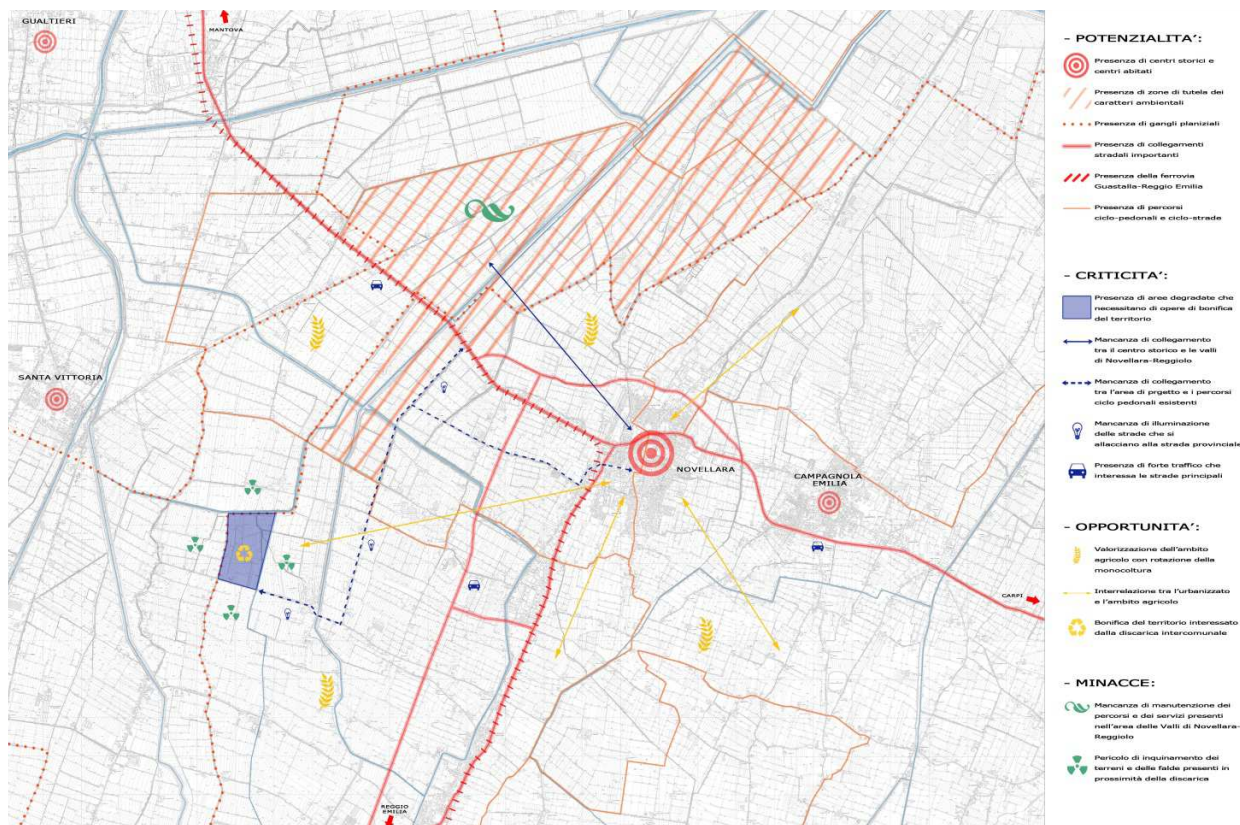 GUALTIERI
MANTOVA
SANTA VITTORIA
NOVELLARA
CAMPAGNOLA
EMILIA
CARPI
REGGIO
EMILIA
- POTENZIALITA':
Presenza di centri storici e
centri abitati
Presenza di zone di tutela dei
caratteri ambientali
Presenza di gangli planiziali
Presenza di collegamenti
stradali importanti
Presenza della ferrovia
Guastalla-Reggio Emilia
Presenza di percorsi
ciclo-pedonali e ciclo-strade
- CRITICITA':
Presenza di aree degradate che
necessitano di opere di bonifica
del territorio
Mancanza di collegamento
tra il centro storico e le valli
di Novellara-Reggiolo
Mancanza di collegamento
tra l'area di prgetto e i percorsi
ciclo pedonali esistenti
Mancanza di illuminazione
delle strade che si
allacciano alla strada provinciale
Presenza di forte traffico che
interessa le strade principali
- OPPORTUNITA':
Valorizzazione dell'ambito
agricolo con rotazione della
monocoltura
Interrelazione tra l'urbanizzato
e l'ambito agricolo
Bonifica del territorio interessato
dalla discarica intercomunale
- MINACCE:
Mancanza di manutenzione dei
percorsi e dei servizi presenti
nell'area delle Valli di Novellara-
Reggiolo
Pericolo di inquinamento dei
terreni e delle falde presenti in
prossimità della discarica